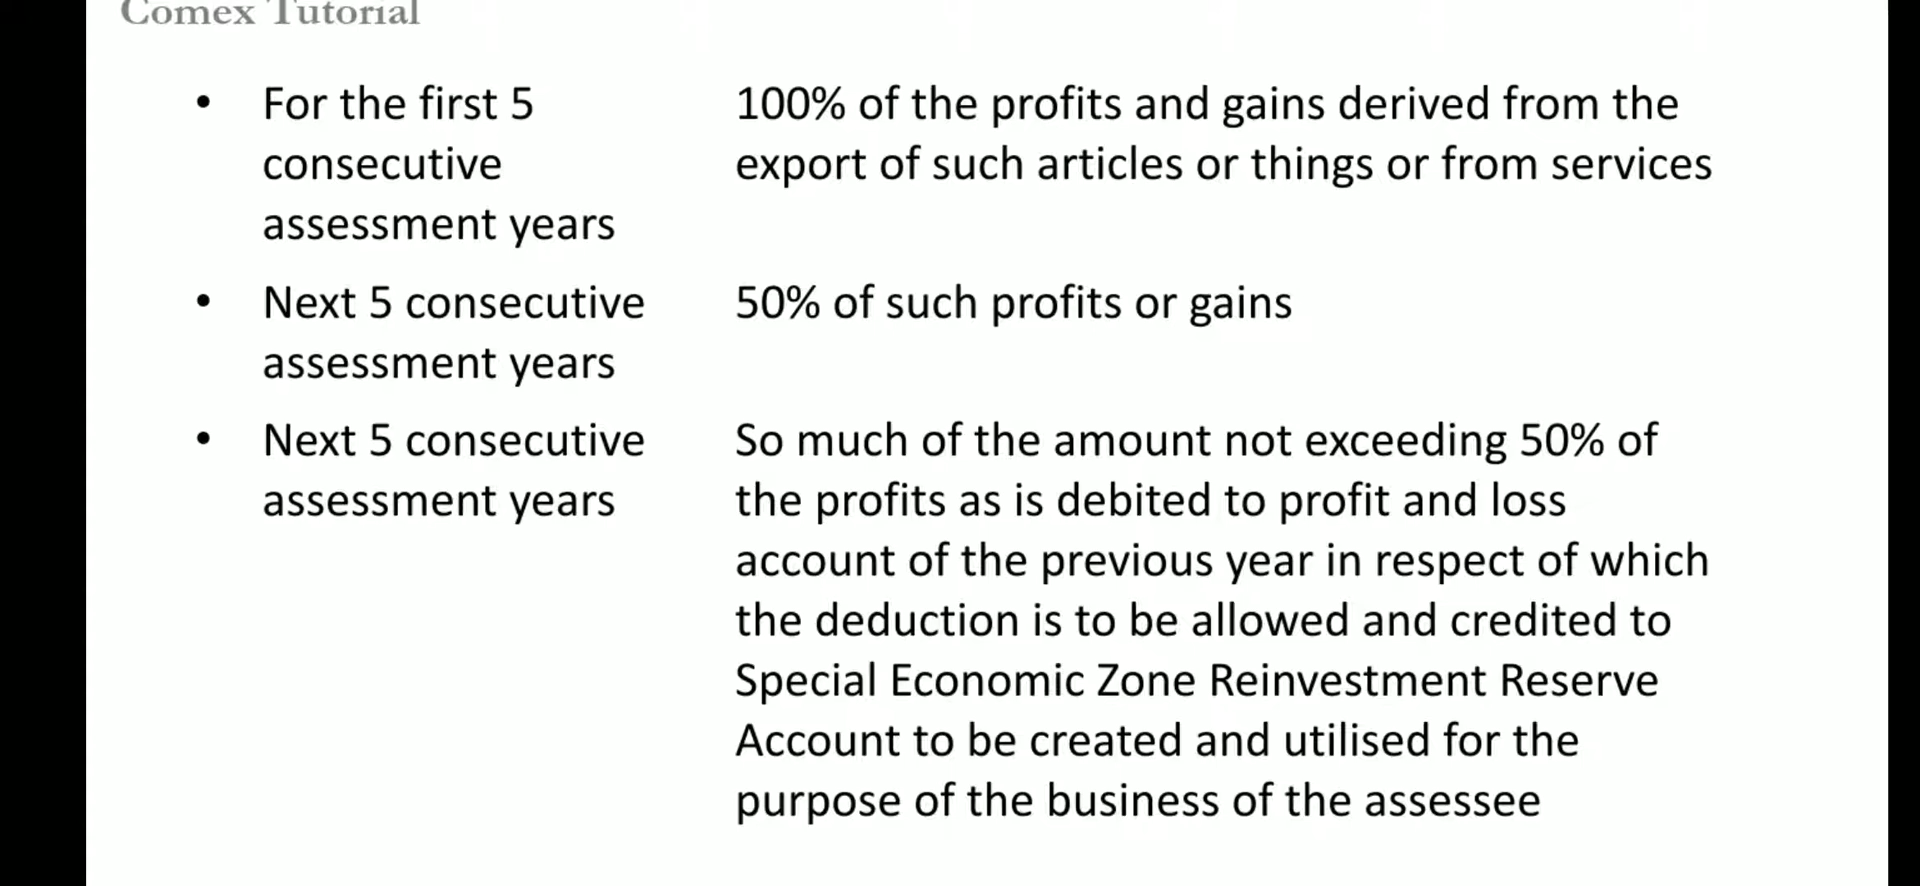 Comex Tutorial
• For the first 5 100% of the profits and gains derived from the
consecutive export of such articles or things or from services
assessment years
• Next 5 consecutive 50% of such profits or gains
assessment years
• Next 5 consecutive So much of the amount not exceeding 50% of
assessment years the profits as is debited to profit and loss
account of the previous year in respect of which
the deduction is to be allowed and credited to
Special Economic Zone Reinvestment Reserve
Account to be created and utilised for the
purpose of the business of the assessee